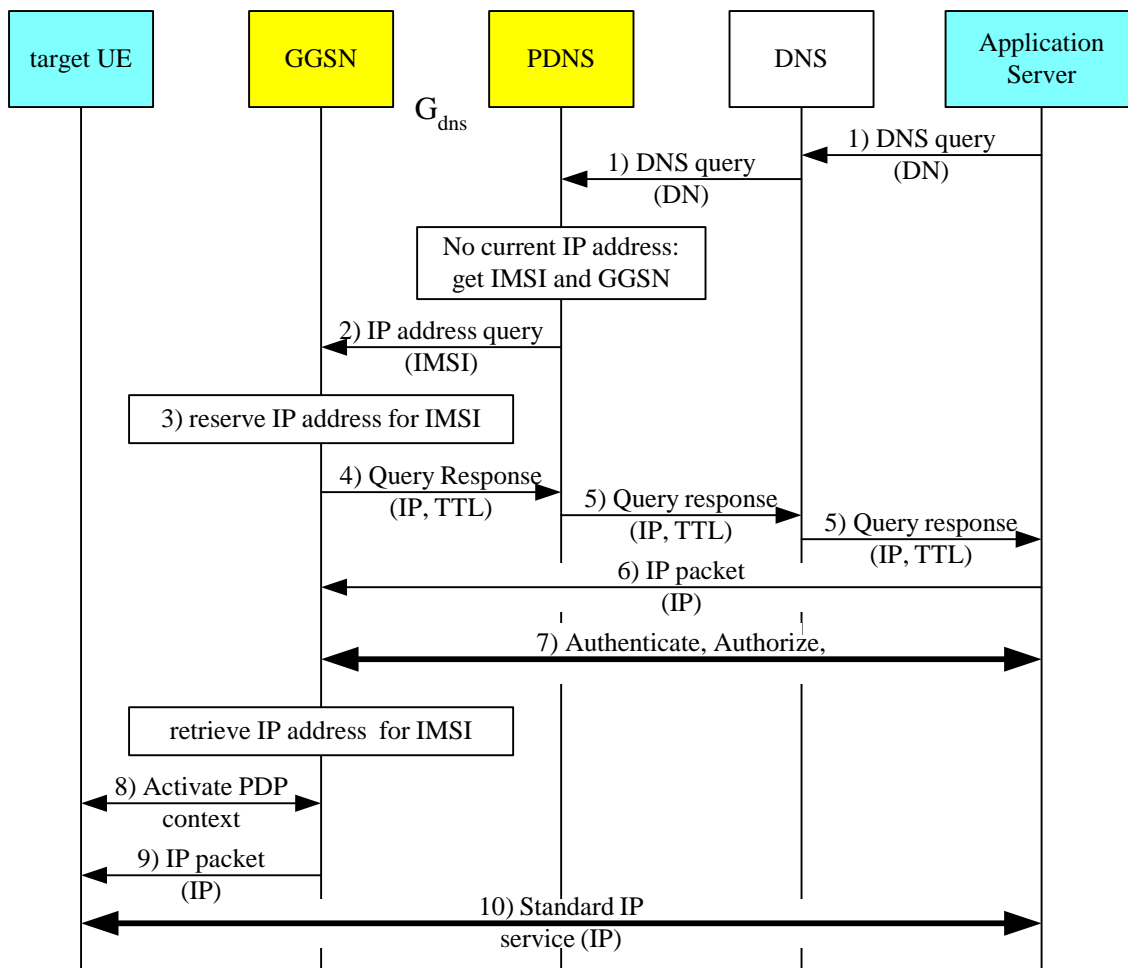 target UE
GGSN
PDNS
DNS
Application
Server
G_dns
1) DNS query
(DN)
1) DNS query
(DN)
No current IP address:
get IMSI and GGSN
2) IP address query
(IMSI)
3) reserve IP address for IMSI
4) Query Response
(IP, TTL)
5) Query response
(IP, TTL)
5) Query response
(IP, TTL)
6) IP packet
(IP)
7) Authenticate, Authorize,
retrieve IP address for IMSI
8) Activate PDP
context
9) IP packet
(IP)
10) Standard IP
service (IP)